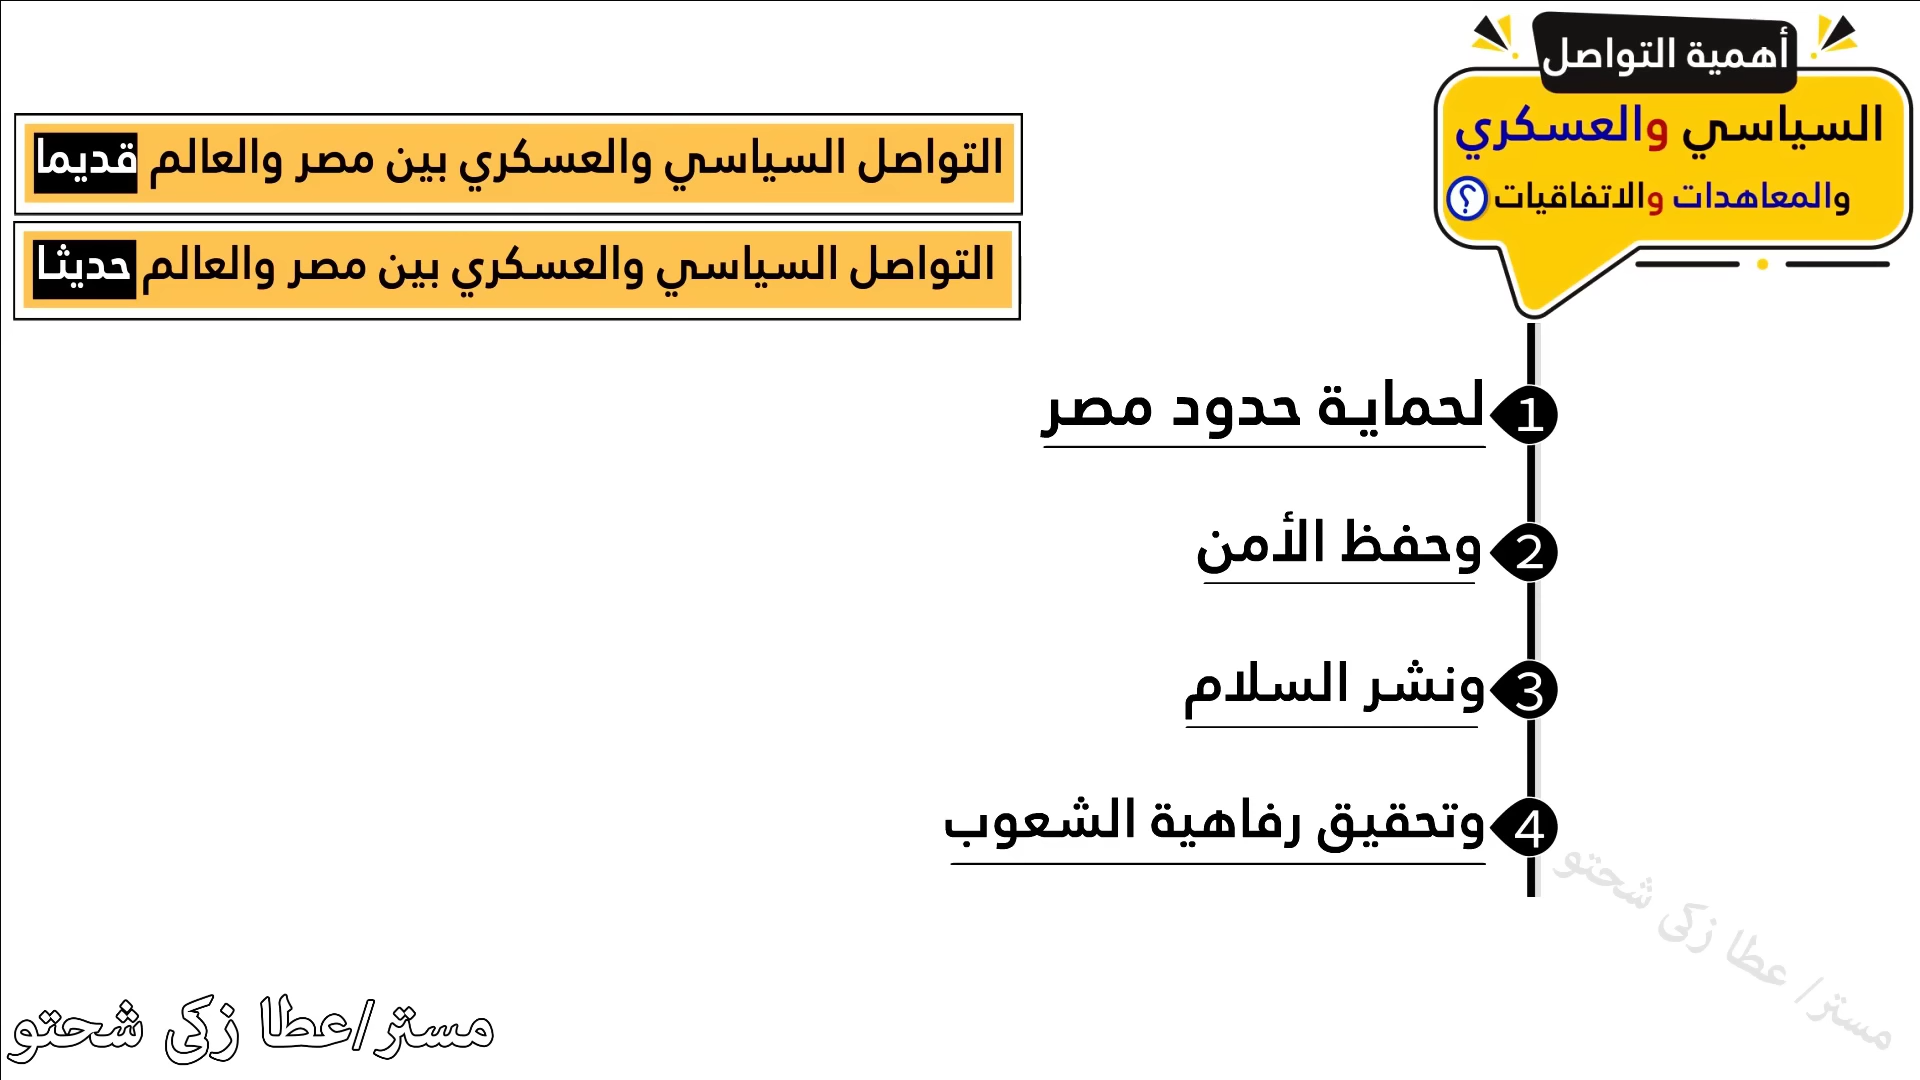 أهمية التواصل
السياسي والعسكري
والمعاهدات والاتفاقيات ؟
التواصل السياسي والعسكري بين مصر والعالم قديما
التواصل السياسي والعسكري بين مصر والعالم حديثا
1 لحماية حدود مصر
2 وحفظ الأمن
3 ونشر السلام
4 وتحقيق رفاهية الشعوب
مستر/ عطا زكى شحتو
مستر/عطا زكى شحتو